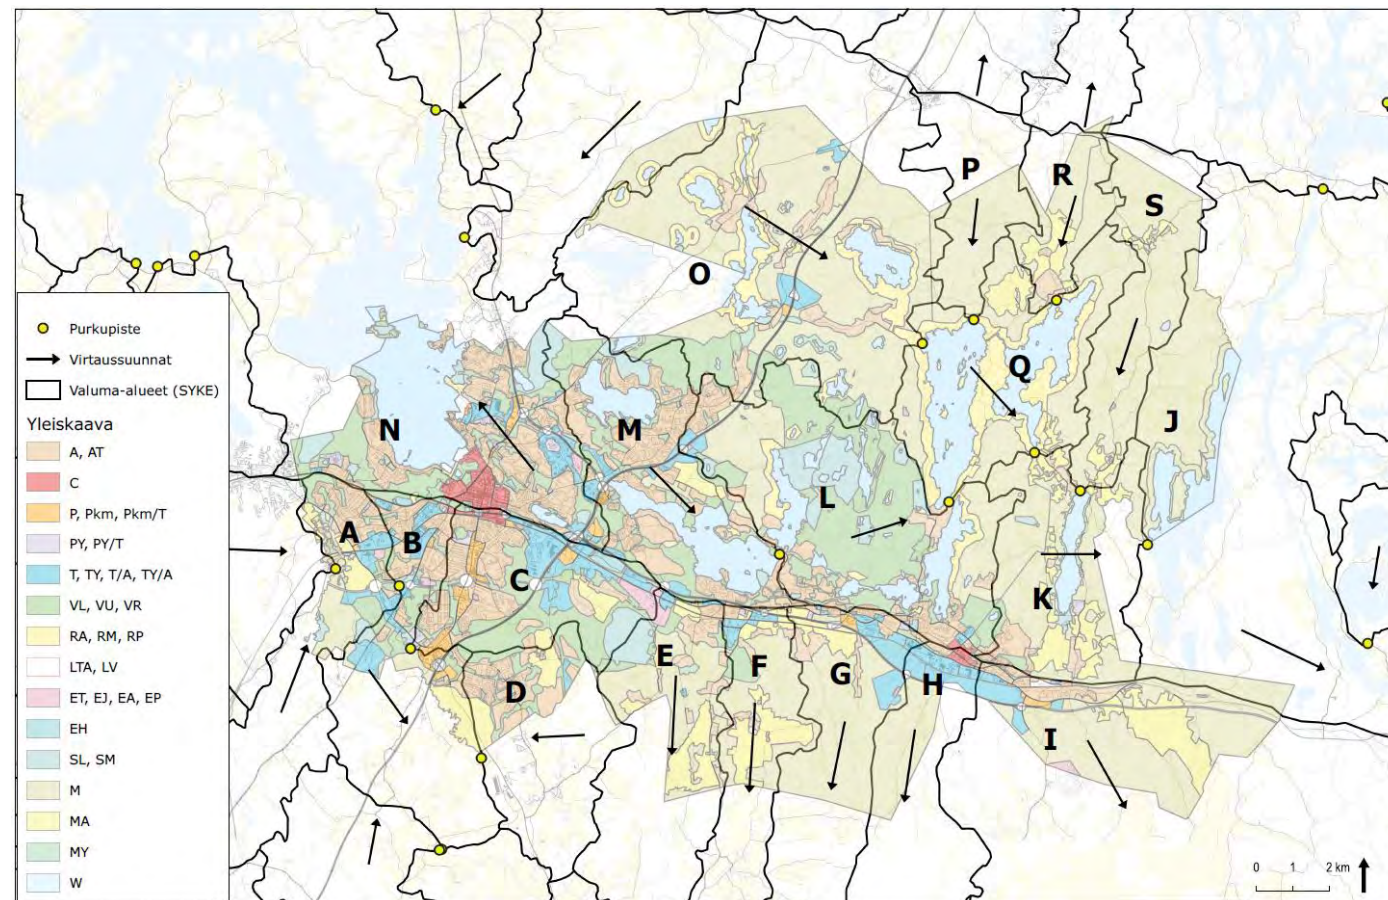 P
R
S
O
Purkupiste
Virtaussuunnat
Valuma-alueet (SYKE)
Yleiskaava
A, AT
C
P, Pkm, Pkm/T
PY, PY/T
T, TY, T/A, TY/A
VL, VU, VR
RA, RM, RP
LTA, LV
ET, EJ, EA, EP
EH
SL, SM
M
MA
MY
W
Q
N
M
J
L
A
B
C
K
E
F
G
H
D
I
0 1 2 km